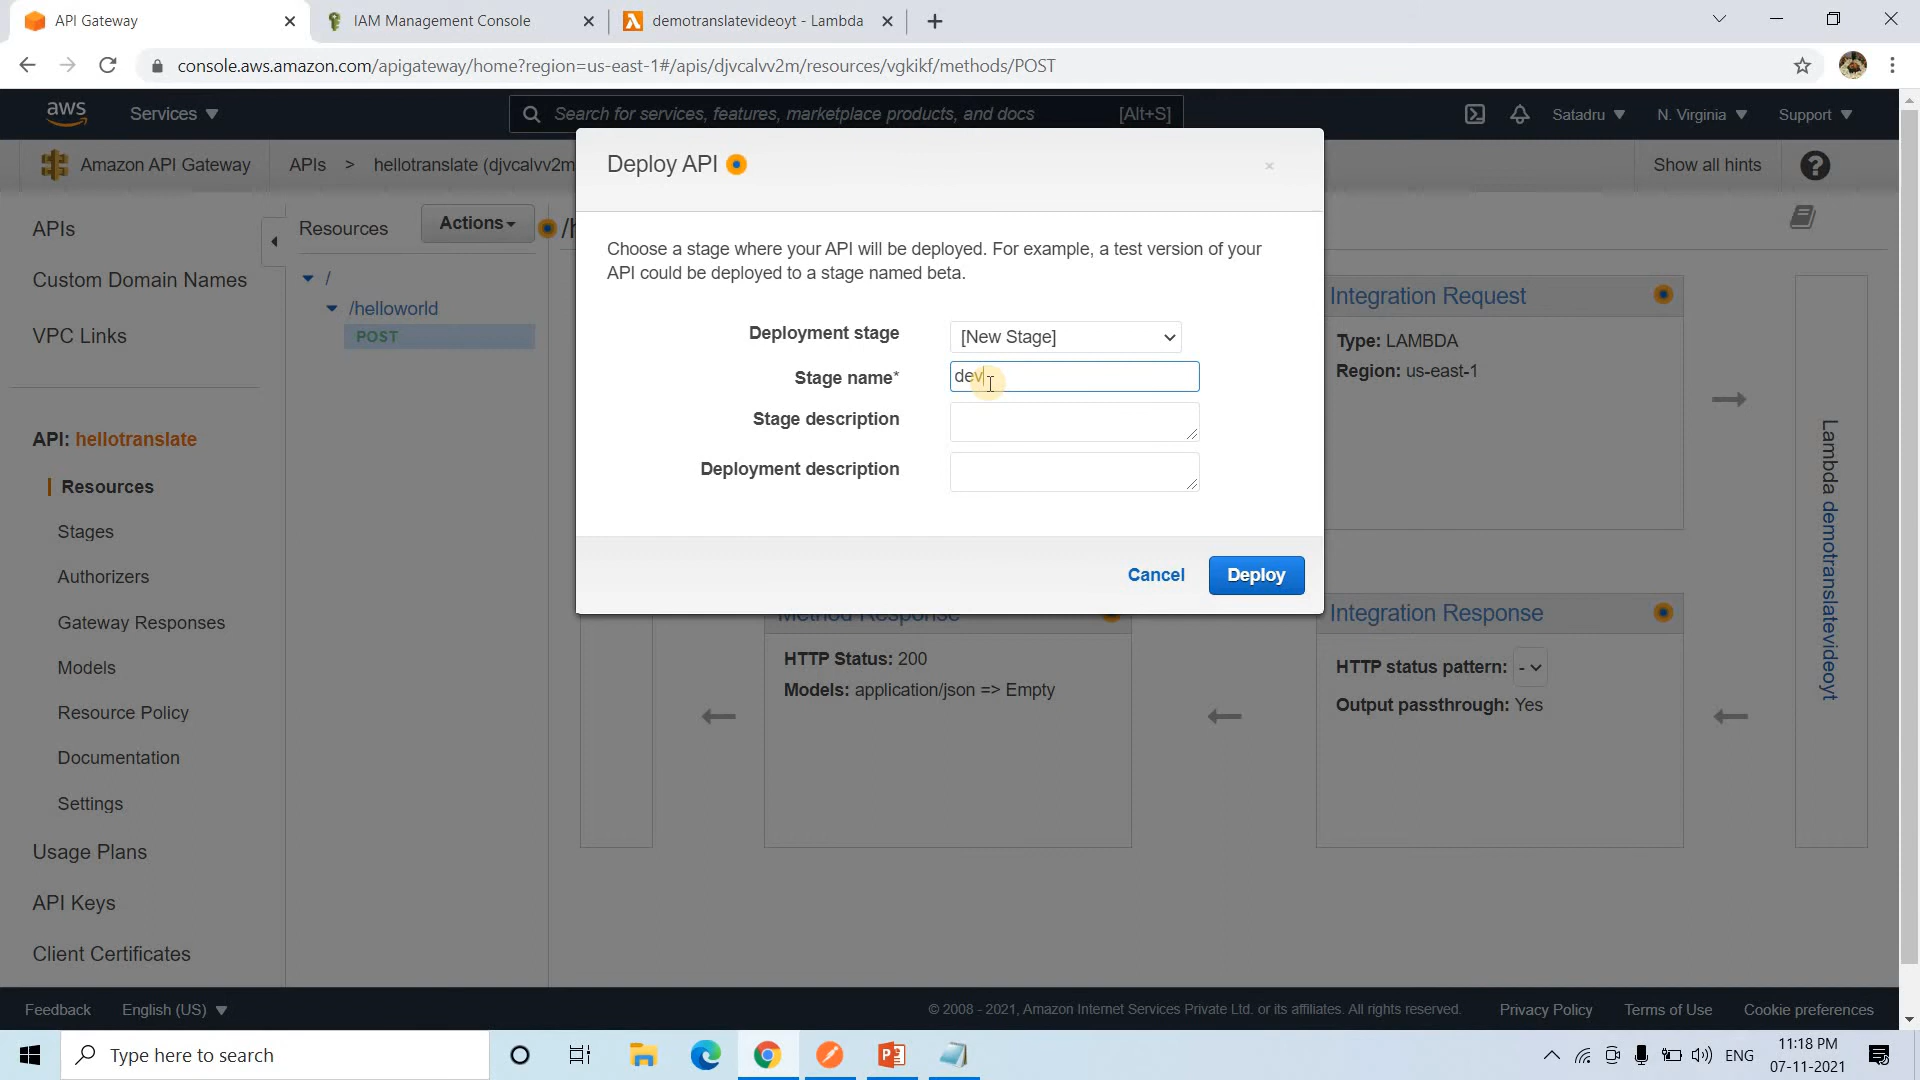 API Gateway
IAM Management Console
demotranslatevideoyt - Lambda
console.aws.amazon.com/apigateway/home?region=us-east-1#/apis/djvcalvv2m/resources/vgkikf/methods/POST
aws
Services
Search for services, features, marketplace products, and docs
[Alt+S]
Satadru
N. Virginia
Support
Amazon API Gateway
APIs > hellotranslate (djvcalvv2m
Show all hints
APIs
Custom Domain Names
VPC Links
API: hellotranslate
Resources
Stages
Authorizers
Gateway Responses
Models
Resource Policy
Documentation
Settings
Usage Plans
API Keys
Client Certificates
Resources
Actions
/
/helloworld
POST
Deploy API
Choose a stage where your API will be deployed. For example, a test version of your
API could be deployed to a stage named beta.
Deployment stage
[New Stage]
Stage name*
dev
Stage description
Deployment description
Cancel
Deploy
Integration Request
Type: LAMBDA
Region: us-east-1
Lambda demotranslatevideoyt
Method Response
HTTP Status: 200
Models: application/json => Empty
Integration Response
HTTP status pattern: -
Output passthrough: Yes
Feedback
English (US)
© 2008 - 2021, Amazon Internet Services Private Ltd. or its affiliates. All rights reserved.
Privacy Policy
Terms of Use
Cookie preferences
Type here to search
ENG
11:18 PM
07-11-2021